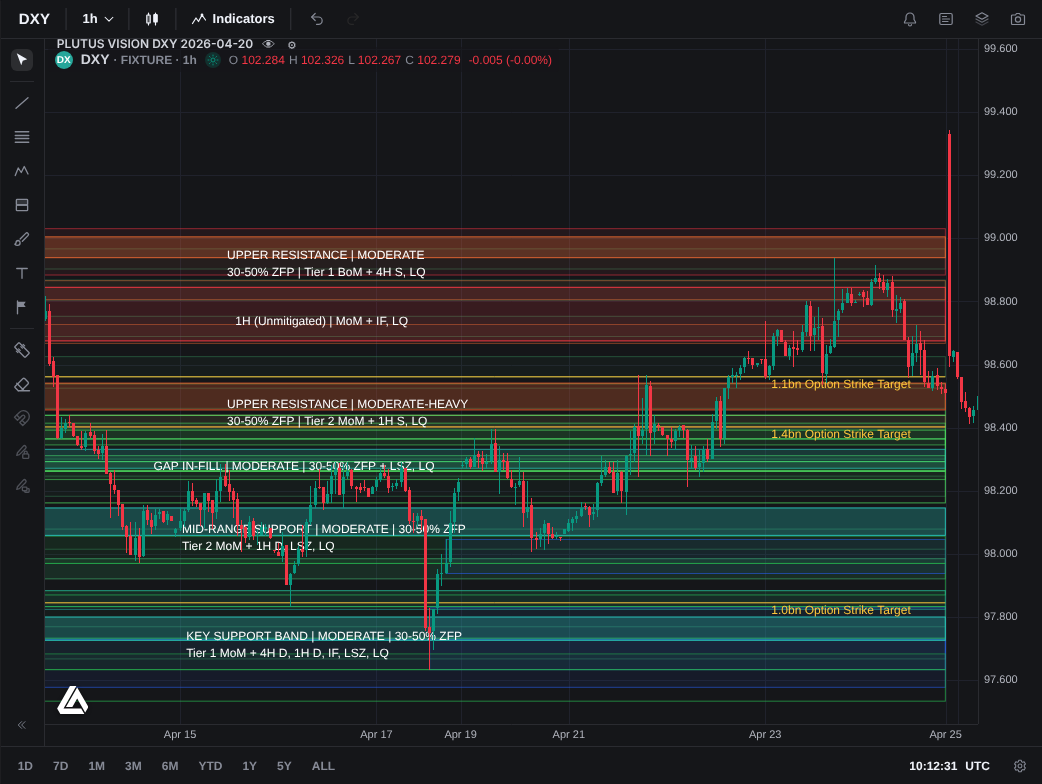 DXY 1h Indicators
PLUTUS VISION DXY 2026-04-20
DX DXY · FIXTURE · 1h O 102.284 H 102.326 L 102.267 C 102.279 -0.005 (-0.00%)
99.600
99.400
99.200
99.000
UPPER RESISTANCE | MODERATE
30-50% ZFP | Tier 1 BoM + 4H S, LQ
98.800
1H (Unmitigated) | MoM + IF, LQ
98.600
1.1bn Option Strike Target
UPPER RESISTANCE | MODERATE-HEAVY
30-50% ZFP | Tier 2 MoM + 1H S, LQ
98.400
1.4bn Option Strike Target
GAP IN-FILL | MODERATE | 30-50% ZFP + LSZ, LQ
98.200
MID-RANGE SUPPORT | MODERATE | 30-50% ZFP
Tier 2 MoM + 1H D, LSZ, LQ
98.000
1.0bn Option Strike Target
97.800
KEY SUPPORT BAND | MODERATE | 30-50% ZFP
Tier 1 MoM + 4H D, 1H D, IF, LSZ, LQ
97.600
Apr 15 Apr 17 Apr 19 Apr 21 Apr 23 Apr 25
1D 7D 1M 3M 6M YTD 1Y 5Y ALL 10:12:31 UTC